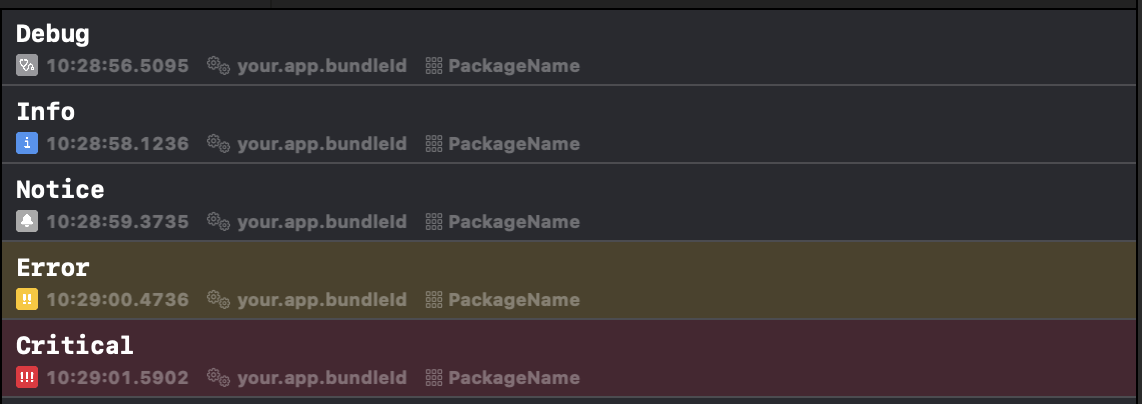 Debug
10:28:56.5095 your.app.bundleId PackageName
Info
i 10:28:58.1236 your.app.bundleId PackageName
Notice
10:28:59.3735 your.app.bundleId PackageName
Error
!! 10:29:00.4736 your.app.bundleId PackageName
Critical
!!! 10:29:01.5902 your.app.bundleId PackageName